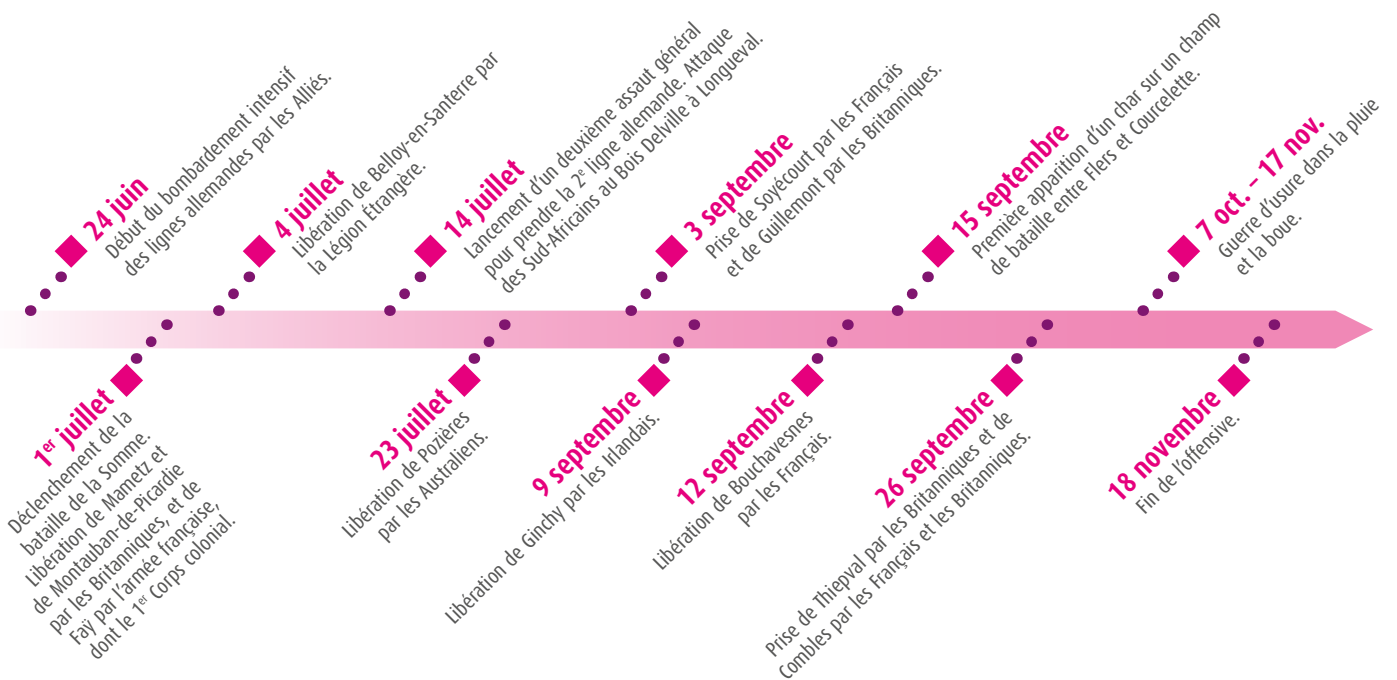 24 juin
Début du bombardement intensif
des lignes allemandes par les Alliés.
1er juillet
Déclenchement de la
bataille de la Somme.
Libération de Mametz et
de Montauban-de-Picardie
par les Britanniques, et de
Faÿ par l’armée française,
dont le 1er Corps colonial.
4 juillet
Libération de Belloy-en-Santerre par
la Légion Étrangère.
14 juillet
Lancement d’un deuxième assaut général
pour prendre la 2e ligne allemande. Attaque
des Sud-Africains au Bois Delville à Longueval.
23 juillet
Libération de Pozières
par les Australiens.
3 septembre
Prise de Soyécourt par les Français
et de Guillemont par les Britanniques.
9 septembre
Libération de Ginchy par les Irlandais.
12 septembre
Libération de Bouchavesnes
par les Français.
15 septembre
Première apparition d’un char sur un champ
de bataille entre Flers et Courcelette.
26 septembre
Prise de Thiepval par les Britanniques et de
Combles par les Français et les Britanniques.
7 oct. – 17 nov.
Guerre d’usure dans la pluie
et la boue.
18 novembre
Fin de l’offensive.